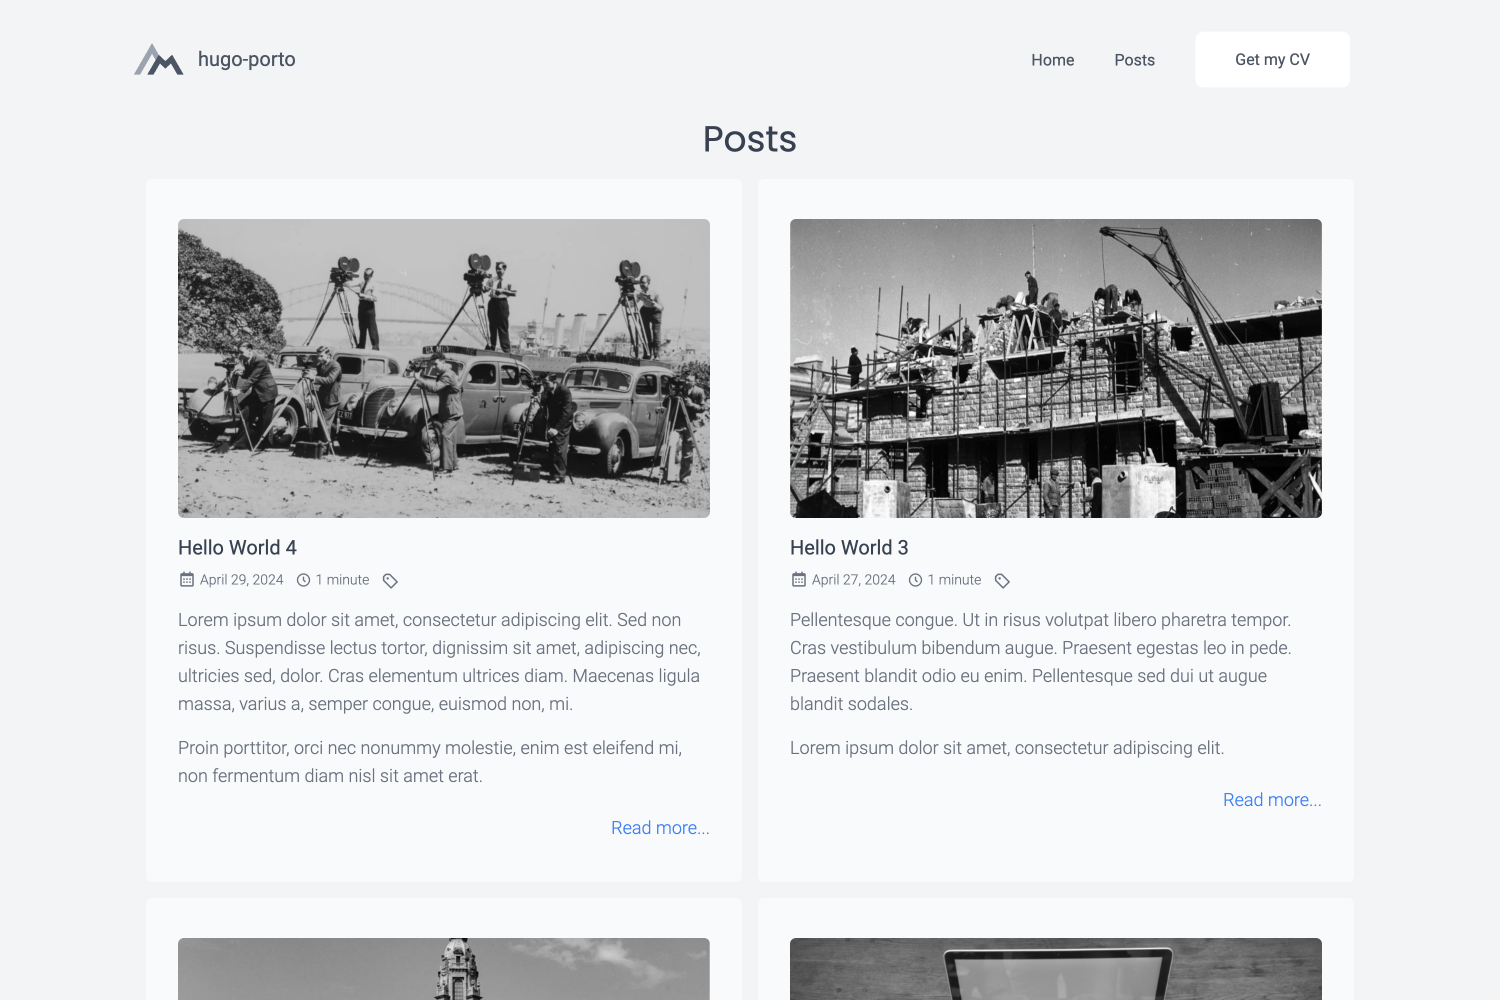 hugo-porto
Home
Posts
Get my CV
Posts
Hello World 4
April 29, 2024
1 minute
Lorem ipsum dolor sit amet, consectetur adipiscing elit. Sed non
risus. Suspendisse lectus tortor, dignissim sit amet, adipiscing nec,
ultricies sed, dolor. Cras elementum ultrices diam. Maecenas ligula
massa, varius a, semper congue, euismod non, mi.
Proin porttitor, orci nec nonummy molestie, enim est eleifend mi,
non fermentum diam nisl sit amet erat.
Read more...
Hello World 3
April 27, 2024
1 minute
Pellentesque congue. Ut in risus volutpat libero pharetra tempor.
Cras vestibulum bibendum augue. Praesent egestas leo in pede.
Praesent blandit odio eu enim. Pellentesque sed dui ut augue
blandit sodales.
Lorem ipsum dolor sit amet, consectetur adipiscing elit.
Read more...